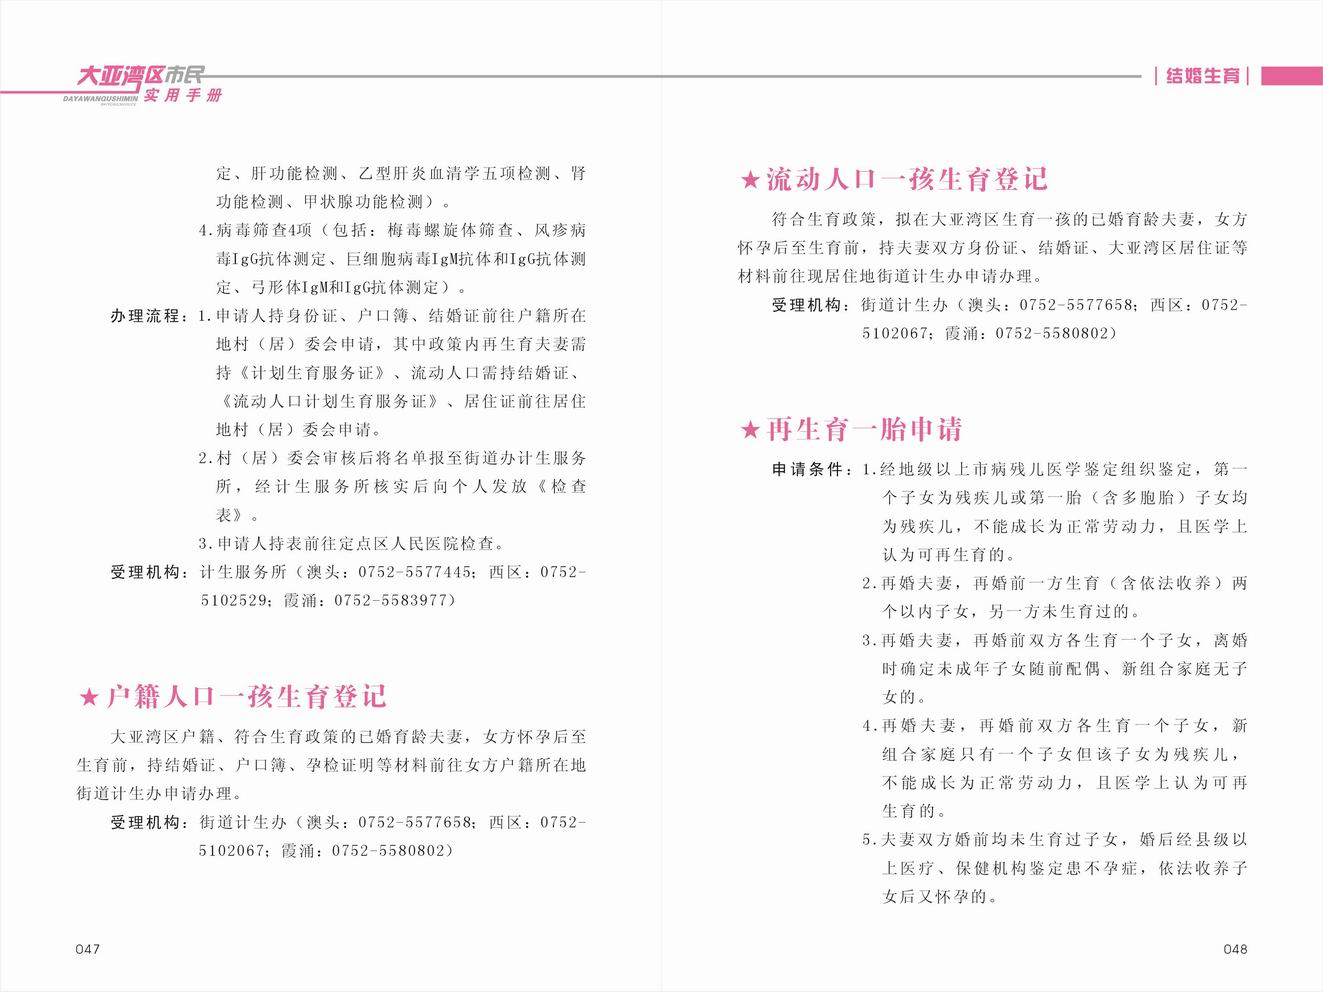 大亚湾区市民
DAYAWANQUSHIMIN
实用手册
定、肝功能检测、乙型肝炎血清学五项检测、肾
功能检测、甲状腺功能检测）。
4.病毒筛查4项（包括：梅毒螺旋体筛查、风疹病
毒IgG抗体测定、巨细胞病毒IgM抗体和IgG抗体测
定、弓形体IgM和IgG抗体测定）。
办理流程：1.申请人持身份证、户口簿、结婚证前往户籍所在
地村（居）委会申请，其中政策内再生育夫妻需
持《计划生育服务证》、流动人口需持结婚证、
《流动人口计划生育服务证》、居住证前往居住
地村（居）委会申请。
2.村（居）委会审核后将名单报至街道办计生服务
所，经计生服务所核实后向个人发放《检查
表》。
3.申请人持表前往定点区人民医院检查。
受理机构：计生服务所（澳头：0752-5577445；西区：0752-
5102529；霞涌：0752-5583977）
★户籍人口一孩生育登记
大亚湾区户籍、符合生育政策的已婚育龄夫妻，女方怀孕后至
生育前，持结婚证、户口簿、孕检证明等材料前往女方户籍所在地
街道计生办申请办理。
受理机构：街道计生办（澳头：0752-5577658；西区：0752-
5102067；霞涌：0752-5580802）
047
结婚生育
★流动人口一孩生育登记
符合生育政策，拟在大亚湾区生育一孩的已婚育龄夫妻，女方
怀孕后至生育前，持夫妻双方身份证、结婚证、大亚湾区居住证等
材料前往现居住地街道计生办申请办理。
受理机构：街道计生办（澳头：0752-5577658；西区：0752-
5102067；霞涌：0752-5580802）
★再生育一胎申请
申请条件：1.经地级以上市病残儿医学鉴定组织鉴定，第一
个子女为残疾儿或第一胎（含多胞胎）子女均
为残疾儿，不能成长为正常劳动力，且医学上
认为可再生育的。
2.再婚夫妻，再婚前一方生育（含依法收养）两
个以内子女，另一方未生育过的。
3.再婚夫妻，再婚前双方各生育一个子女，离婚
时确定未成年子女随前配偶、新组合家庭无子
女的。
4.再婚夫妻，再婚前双方各生育一个子女，新
组合家庭只有一个子女但该子女为残疾儿，
不能成长为正常劳动力，且医学上认为可再
生育的。
5.夫妻双方婚前均未生育过子女，婚后经县级以
上医疗、保健机构鉴定患不孕症，依法收养子
女后又怀孕的。
048